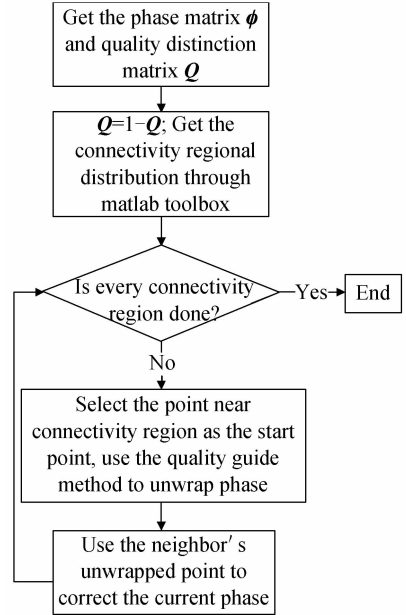 Get the phase matrix ϕ
and quality distinction
matrix Q
Q=1−Q; Get the
connectivity regional
distribution through
matlab toolbox
Is every connectivity
region done?
Yes
End
No
Select the point near
connectivity region as the start
point, use the quality guide
method to unwrap phase
Use the neighbor′ s
unwrapped point to
correct the current phase